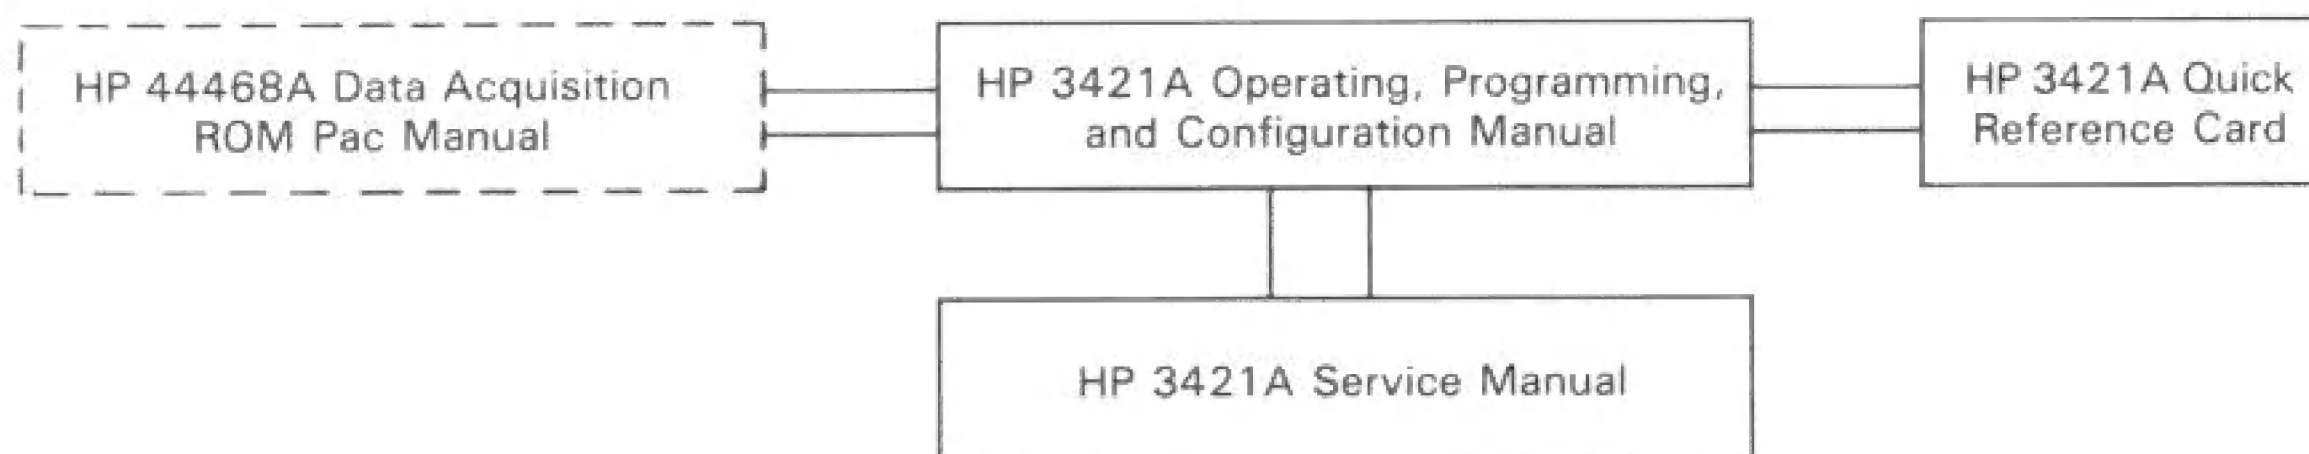 HP 44468A Data Acquisition
ROM Pac Manual
HP 3421A Operating, Programming,
and Configuration Manual
HP 3421A Quick
Reference Card
HP 3421A Service Manual